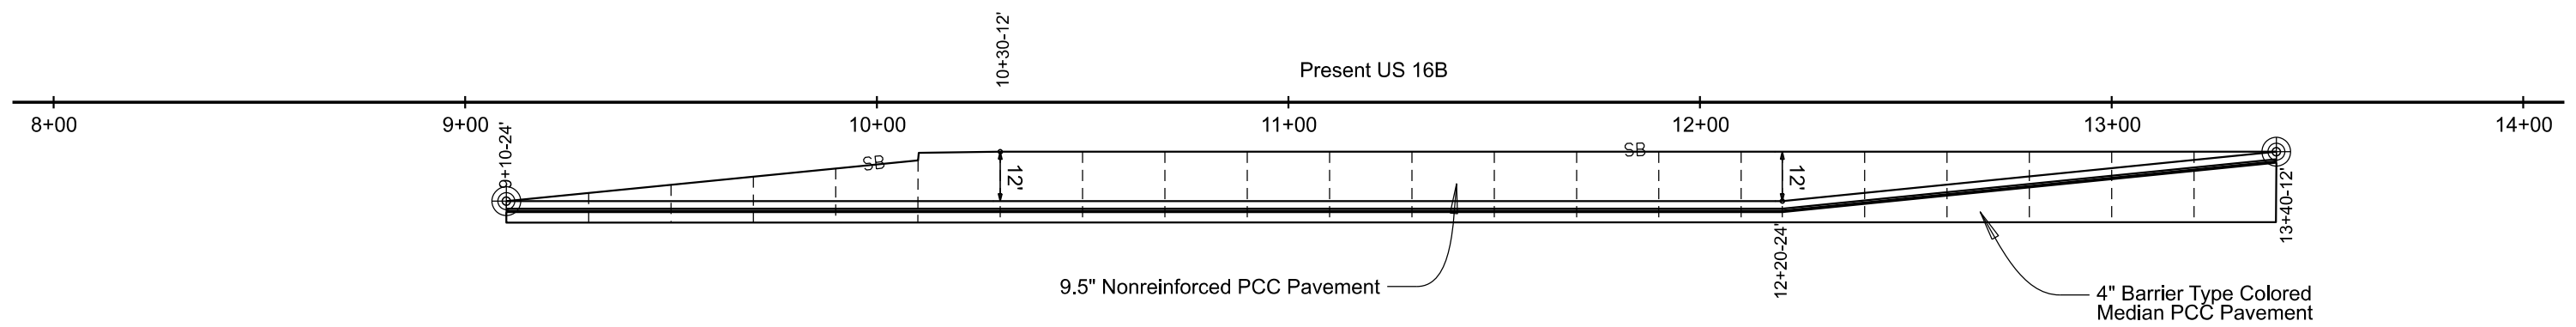 10+30-12'
Present US 16B
8+00
9+00
10+00
11+00
12+00
13+00
14+00
9+10-24'
SB
12'
SB
12'
13+40-12'
12+20-24'
9.5" Nonreinforced PCC Pavement
4" Barrier Type Colored
Median PCC Pavement